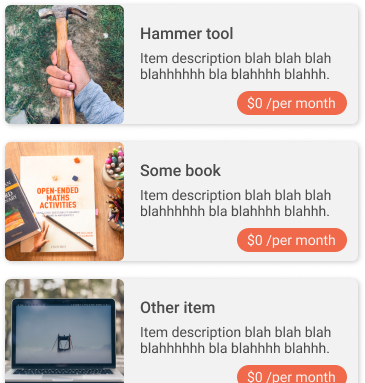 Hammer tool
Item description blah blah blah
blahhhhhh bla blahhhh blahhh.
$0 /per month
OPEN-ENDED
MATHS
ACTIVITIES
Some book
Item description blah blah blah
blahhhhhh bla blahhhh blahhh.
$0 /per month
Other item
Item description blah blah blah
blahhhhhh bla blahhhh blahhh.
$0 /per month